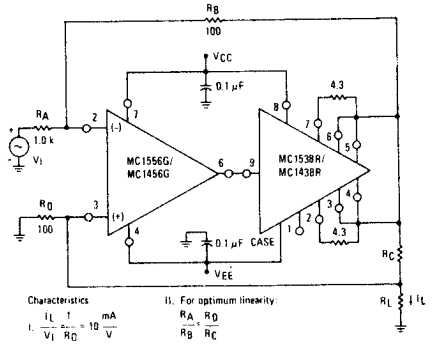 RB
100
VCC
0.1 µF
8
4.3
7
6
5
RA
1.0 k
2
(-)
7
+
-
VI
MC1556G/
MC1456G
6
9
MC1538R/
MC1438R
RD
100
3
(+)
4
0.1 µF
CASE
1
2
3
4
4.3
VEE
RC
RL
IL
Characteristics
I. IL/VI = 1/RD = 10 mA/V
II. For optimum linearity:
RA/RB = RD/RC